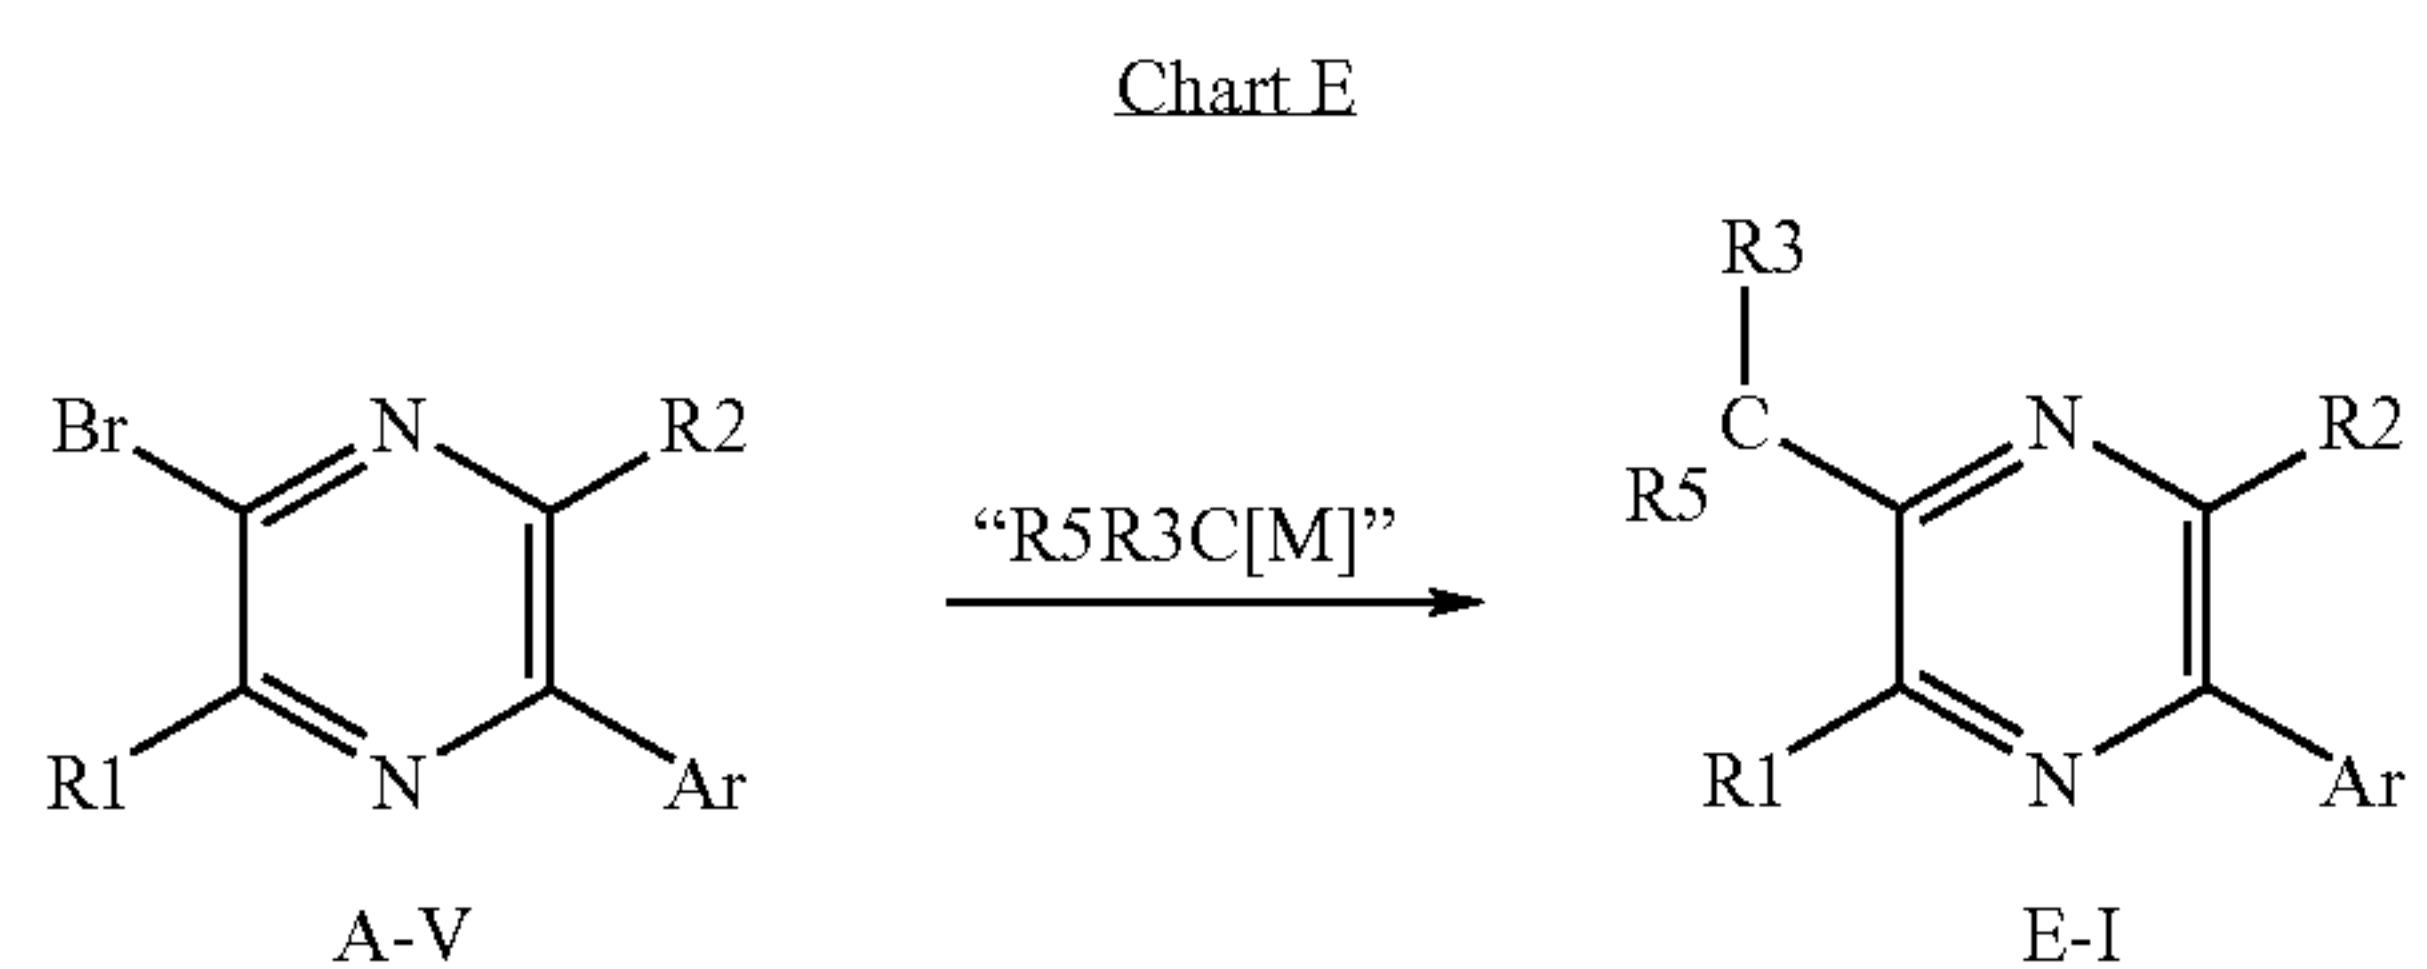 Chart E
R3
Br N R2 C N R2
R5
“R5R3C[M]”
R1 N Ar R1 N Ar
A-V E-I